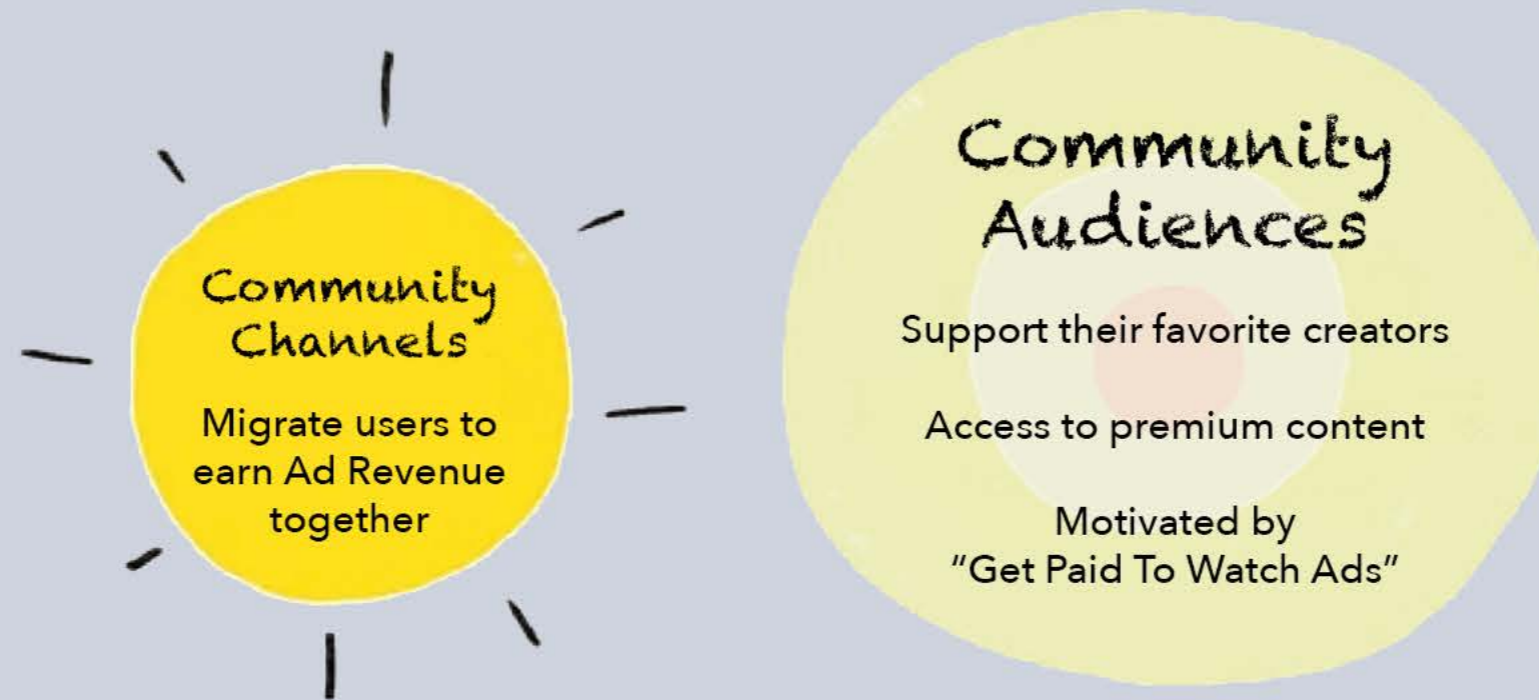 Community
Channels
Migrate users to
earn Ad Revenue
together
Community
Audiences
Support their favorite creators
Access to premium content
Motivated by
“Get Paid To Watch Ads”